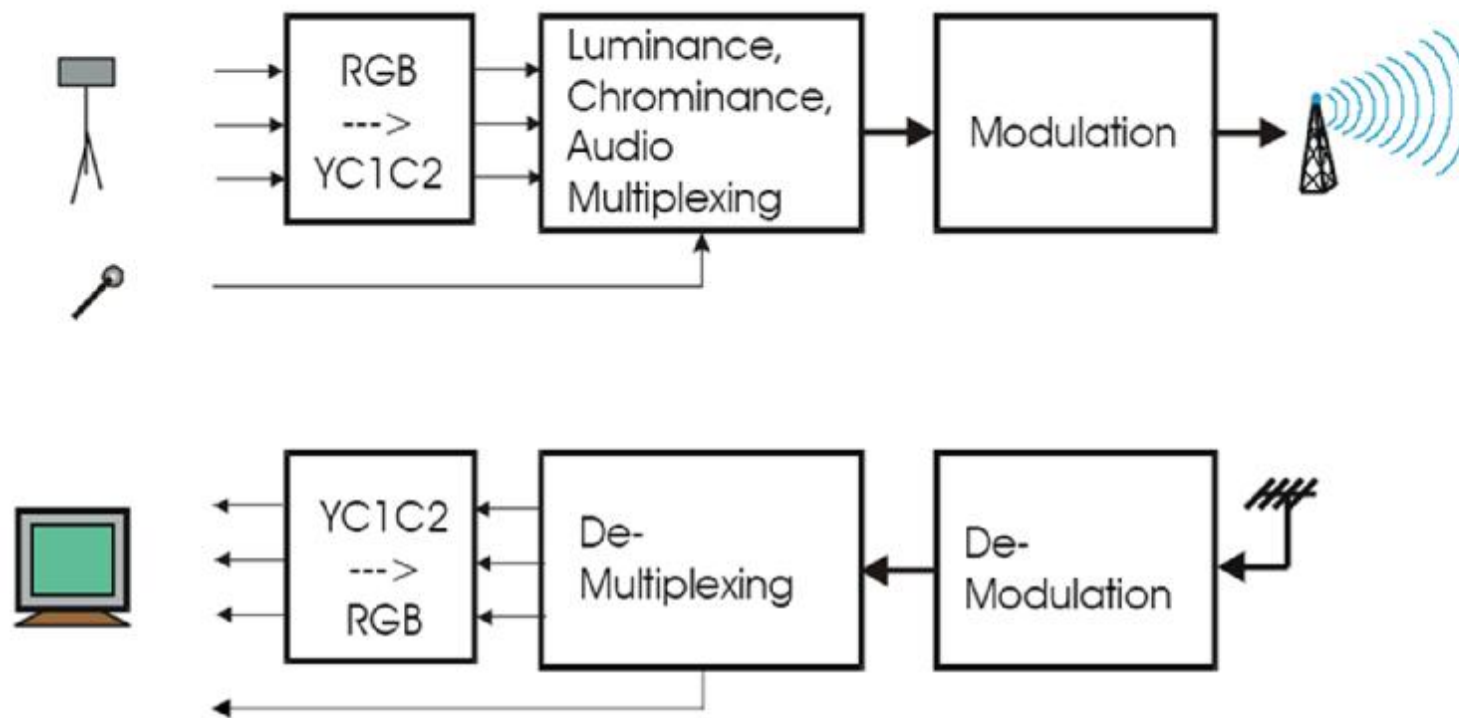 RGB
--->
YC1C2
Luminance,
Chrominance,
Audio
Multiplexing
Modulation
YC1C2
--->
RGB
De-
Multiplexing
De-
Modulation